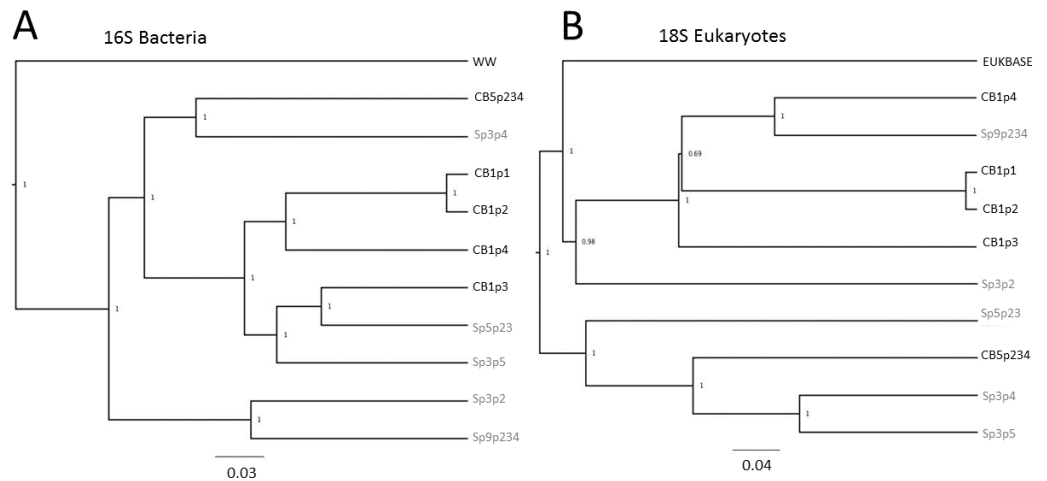 A
16S Bacteria
WW
CB5p234
1
Sp3p4
CB1p1
1
1
CB1p2
1
1
CB1p4
1
CB1p3
1
1
Sp5p23
1
Sp3p5
Sp3p2
1
Sp9p234
0.03
B
18S Eukaryotes
EUKBASE
CB1p4
1
Sp9p234
1
0.69
CB1p1
1
1
CB1p2
0.98
CB1p3
1
Sp3p2
Sp5p23
1
CB5p234
1
Sp3p4
1
Sp3p5
0.04